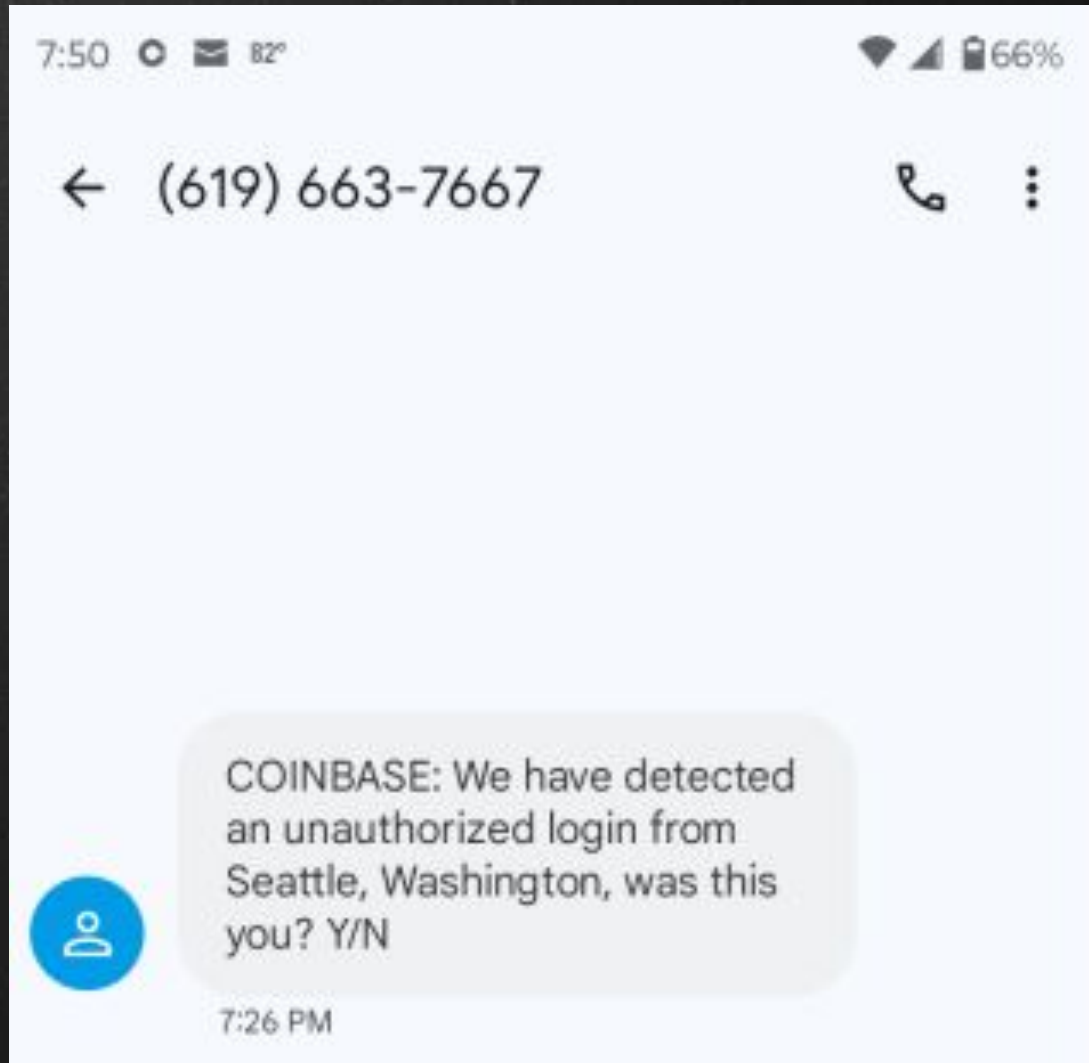 7:50 82° 66%
(619) 663-7667
COINBASE: We have detected
an unauthorized login from
Seattle, Washington, was this
you? Y/N
7:26 PM